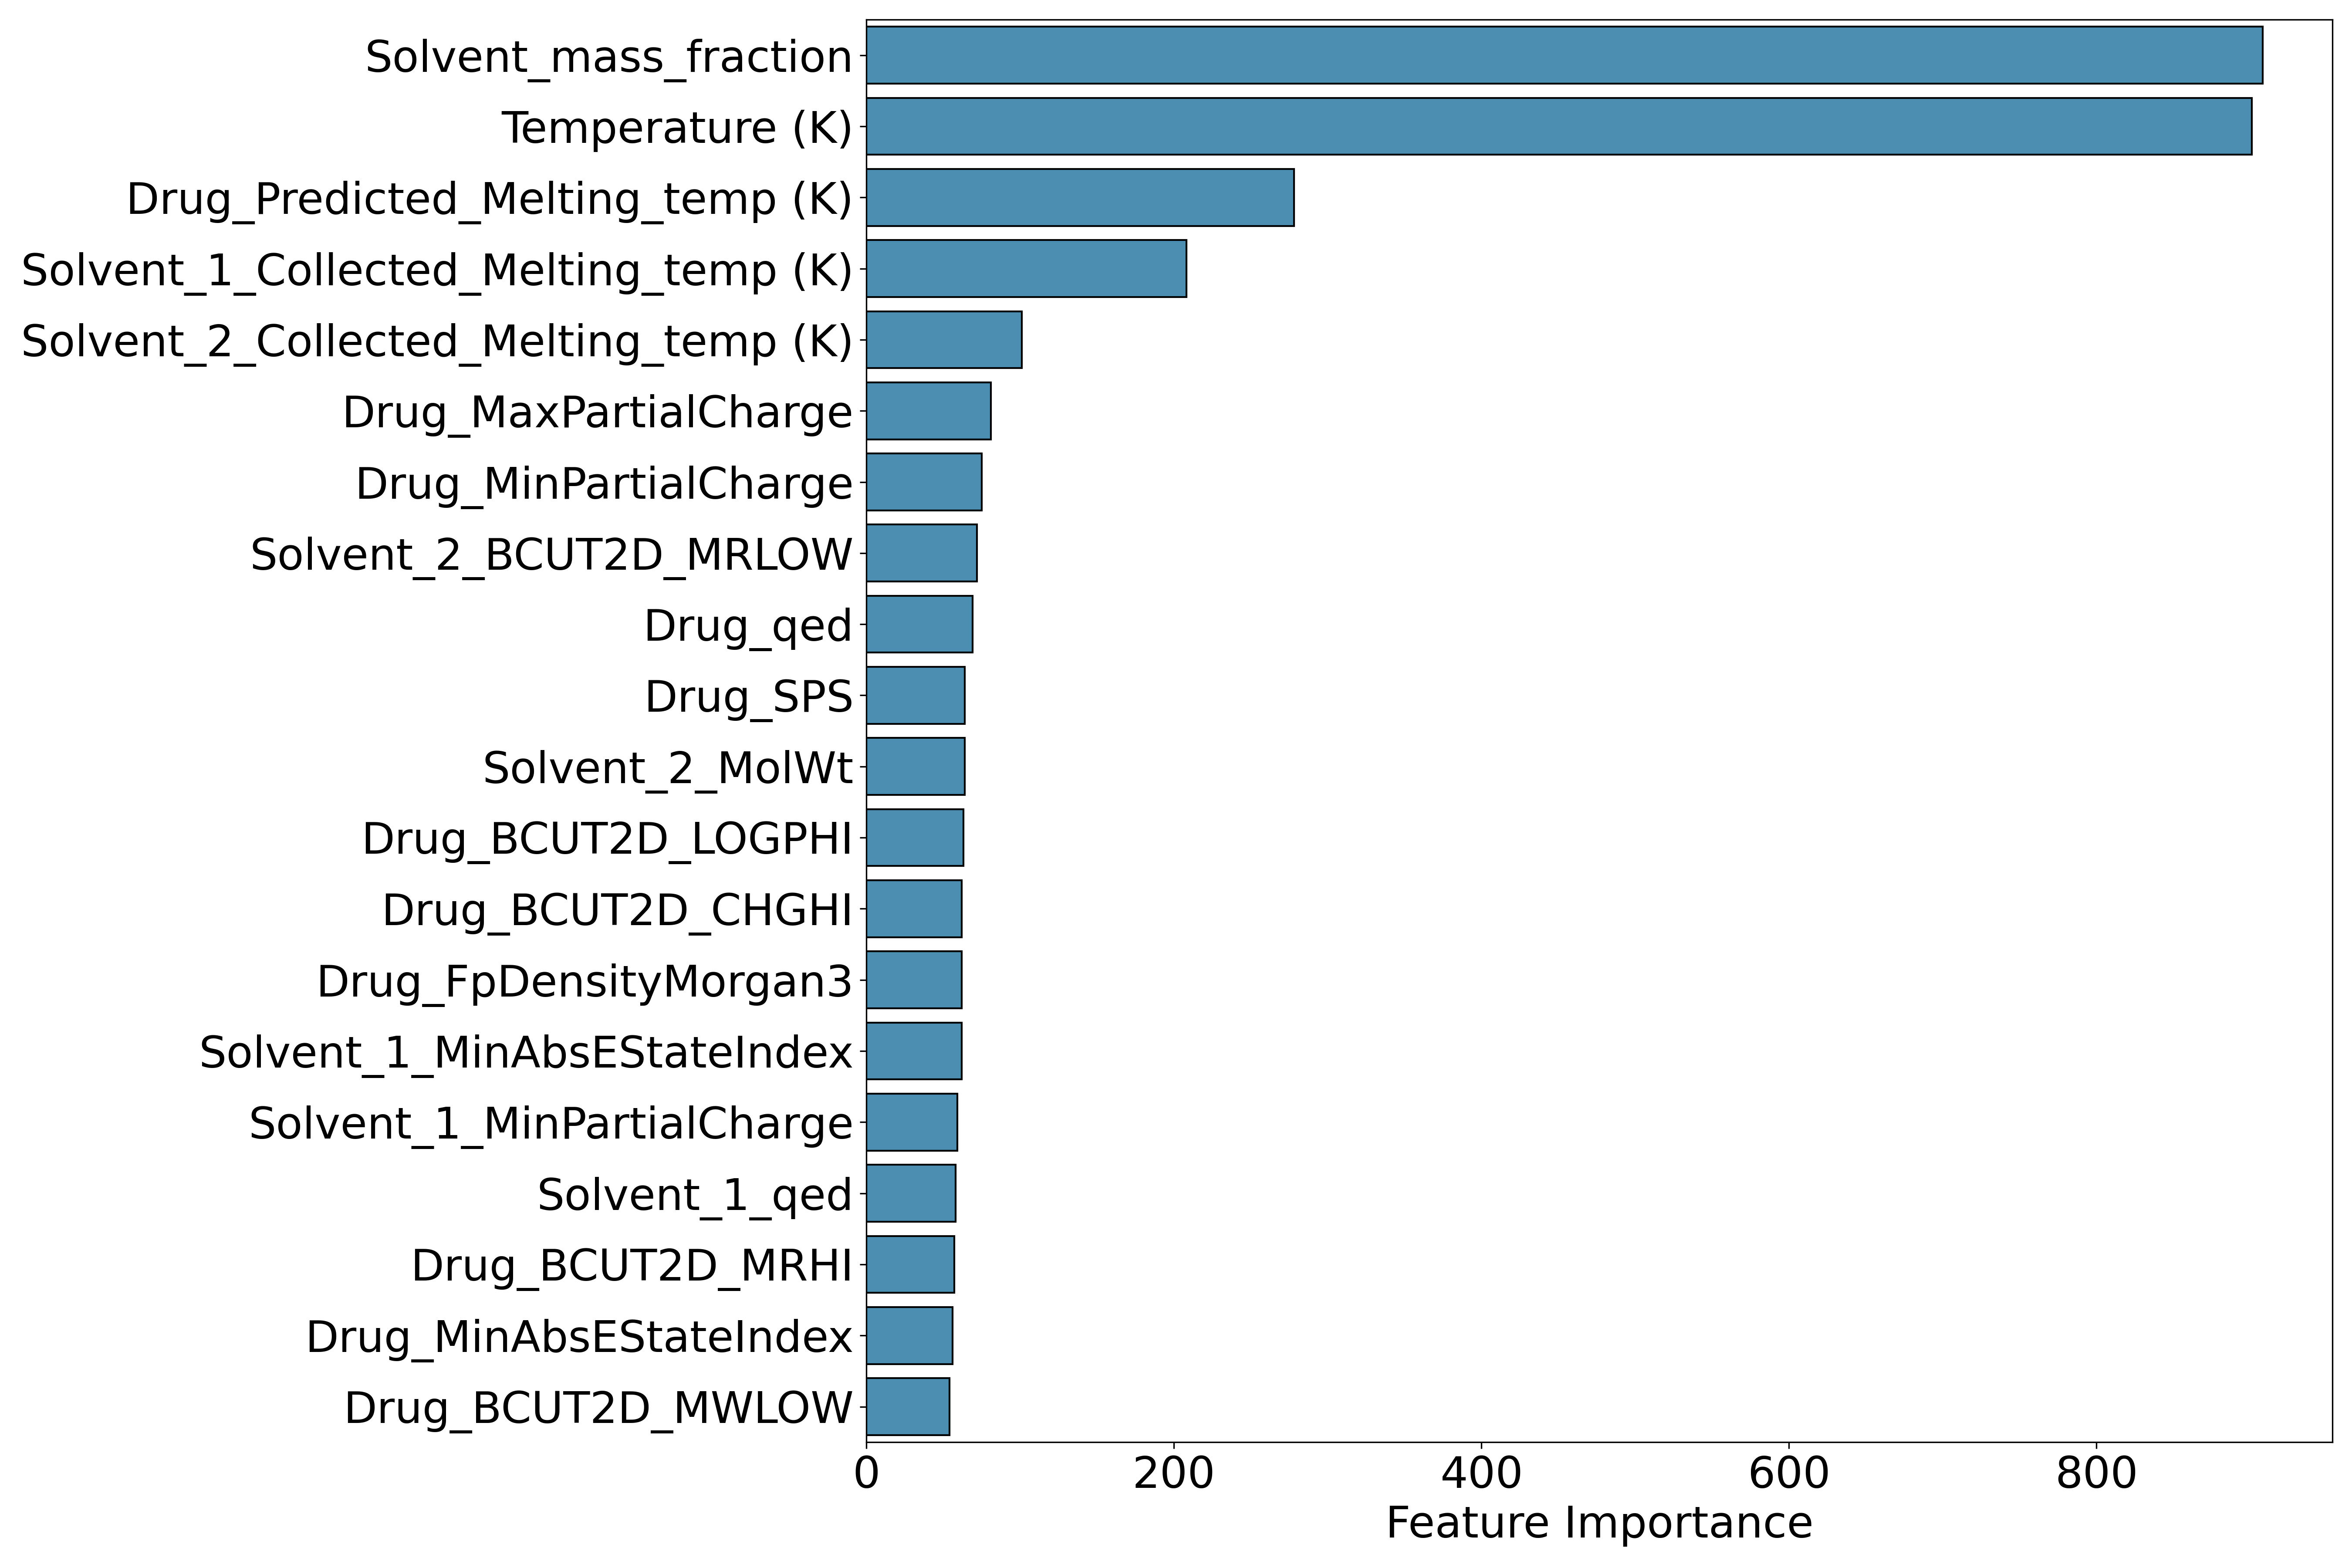 Solvent_mass_fraction
Temperature (K)
Drug_Predicted_Melting_temp (K)
Solvent_1_Collected_Melting_temp (K)
Solvent_2_Collected_Melting_temp (K)
Drug_MaxPartialCharge
Drug_MinPartialCharge
Solvent_2_BCUT2D_MRLOW
Drug_qed
Drug_SPS
Solvent_2_MolWt
Drug_BCUT2D_LOGPHI
Drug_BCUT2D_CHGHI
Drug_FpDensityMorgan3
Solvent_1_MinAbsEStateIndex
Solvent_1_MinPartialCharge
Solvent_1_qed
Drug_BCUT2D_MRHI
Drug_MinAbsEStateIndex
Drug_BCUT2D_MWLOW
0 200 400 600 800
Feature Importance